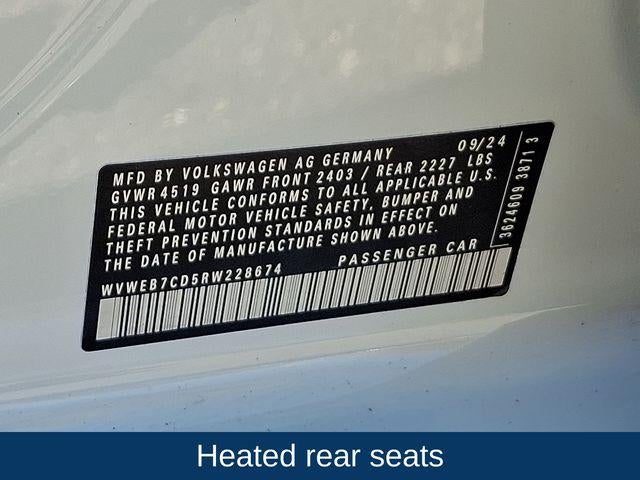 MFD BY VOLKSWAGEN AG GERMANY 09/24
GVWR 4519 GAWR FRONT 2403 / REAR 2227 LBS
THIS VEHICLE CONFORMS TO ALL APPLICABLE U.S.
FEDERAL MOTOR VEHICLE SAFETY, BUMPER AND
THEFT PREVENTION STANDARDS IN EFFECT ON
THE DATE OF MANUFACTURE SHOWN ABOVE.
WVWEB7CD5RW228674 PASSENGER CAR
3624609 3871 3
Heated rear seats